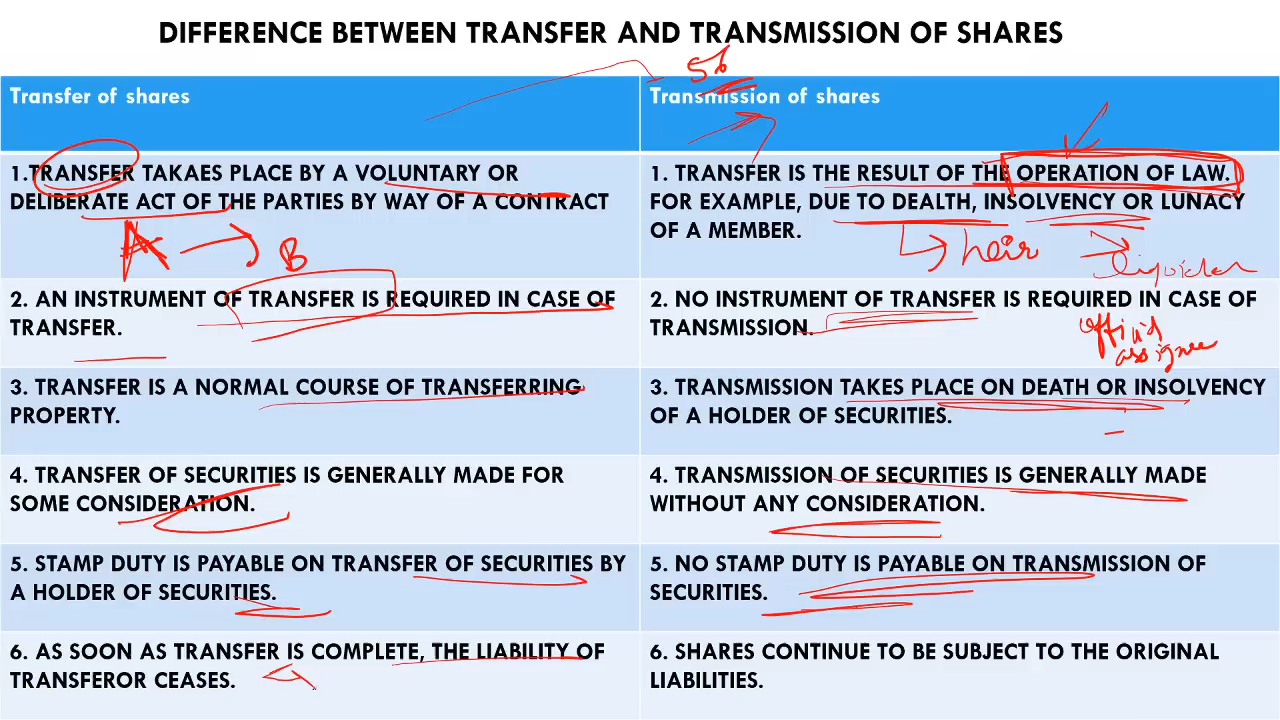 DIFFERENCE BETWEEN TRANSFER AND TRANSMISSION OF SHARES
56
Transfer of shares
Transmission of shares
1.TRANSFER TAKAES PLACE BY A VOLUNTARY OR
DELIBERATE ACT OF THE PARTIES BY WAY OF A CONTRACT
A B
1. TRANSFER IS THE RESULT OF THE OPERATION OF LAW.
FOR EXAMPLE, DUE TO DEALTH, INSOLVENCY OR LUNACY
OF A MEMBER.
heir
2. AN INSTRUMENT OF TRANSFER IS REQUIRED IN CASE OF
TRANSFER.
2. NO INSTRUMENT OF TRANSFER IS REQUIRED IN CASE OF
TRANSMISSION.
assignee
3. TRANSFER IS A NORMAL COURSE OF TRANSFERRING
PROPERTY.
3. TRANSMISSION TAKES PLACE ON DEATH OR INSOLVENCY
OF A HOLDER OF SECURITIES.
4. TRANSFER OF SECURITIES IS GENERALLY MADE FOR
SOME CONSIDERATION.
4. TRANSMISSION OF SECURITIES IS GENERALLY MADE
WITHOUT ANY CONSIDERATION.
5. STAMP DUTY IS PAYABLE ON TRANSFER OF SECURITIES BY
A HOLDER OF SECURITIES.
5. NO STAMP DUTY IS PAYABLE ON TRANSMISSION OF
SECURITIES.
6. AS SOON AS TRANSFER IS COMPLETE, THE LIABILITY OF
TRANSFEROR CEASES.
6. SHARES CONTINUE TO BE SUBJECT TO THE ORIGINAL
LIABILITIES.